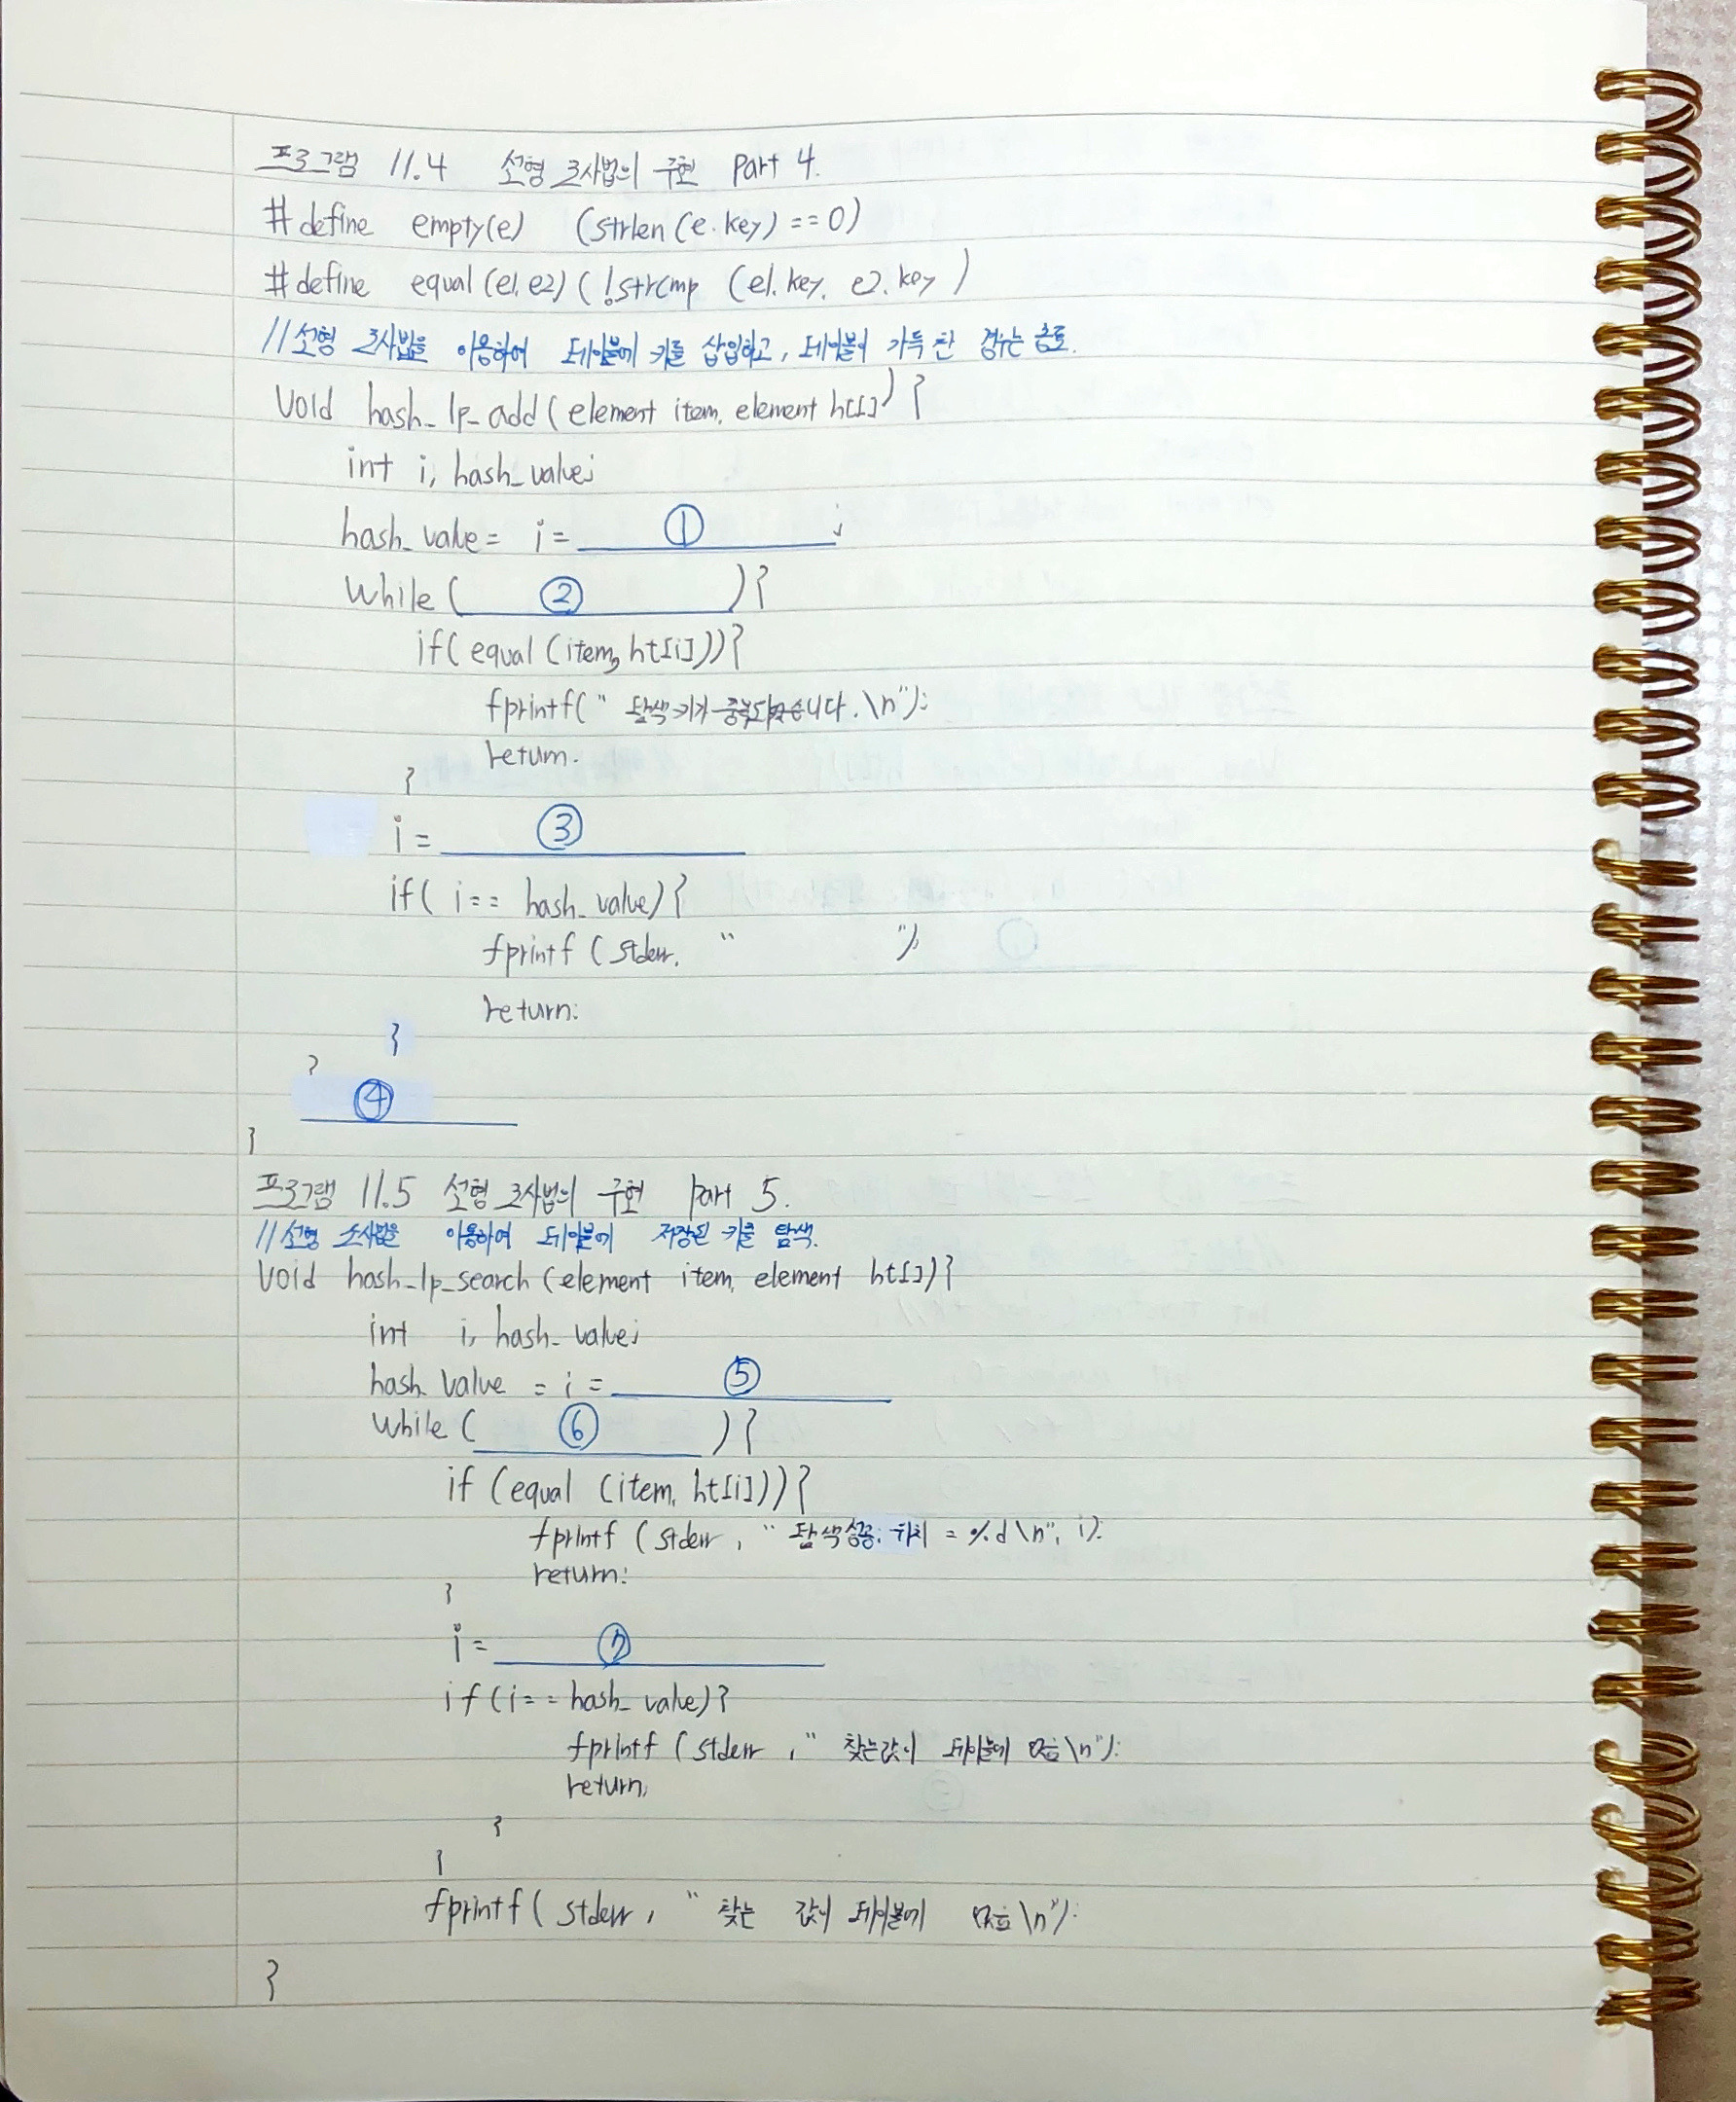 프로그램 11.4 선형 조사법의 구현 Part 4.
#define empty(e) (strlen(e.key)==0)
#define equal(e1, e2) (!strcmp (e1.key, e2.key)
//선형 조사법을 이용하여 테이블에 키를 삽입하고, 테이블이 가득 찬 경우는 종료.
Void hash_lp_add(element item, element ht[]) {
int i, hash_value;
hash_value = i = ① ;
while( ② ){
if( equal (item, ht[i])){
fprintf(" 탐색 키가 중복되었습니다.\n");
return.
}
i = ③
if( i == hash_value){
fprintf (stderr, " ");
return;
}
}
④
}
프로그램 11.5 선형 조사법의 구현 part 5.
//선형 조사법을 이용하여 테이블에 저장된 키를 탐색.
Void hash_lp_search(element item, element ht[]){
int i, hash_value;
hash_value = i = ⑤
while( ⑥ ){
if (equal (item, ht[i])){
fprintf (stderr, "탐색성공: 위치 = %d\n", i);
return;
}
i = ⑦
if(i == hash_value){
fprintf (stderr, " 찾는값이 테이블에 없음\n");
return;
}
}
fprintf( stderr, " 찾는 값이 테이블에 없음\n");
}